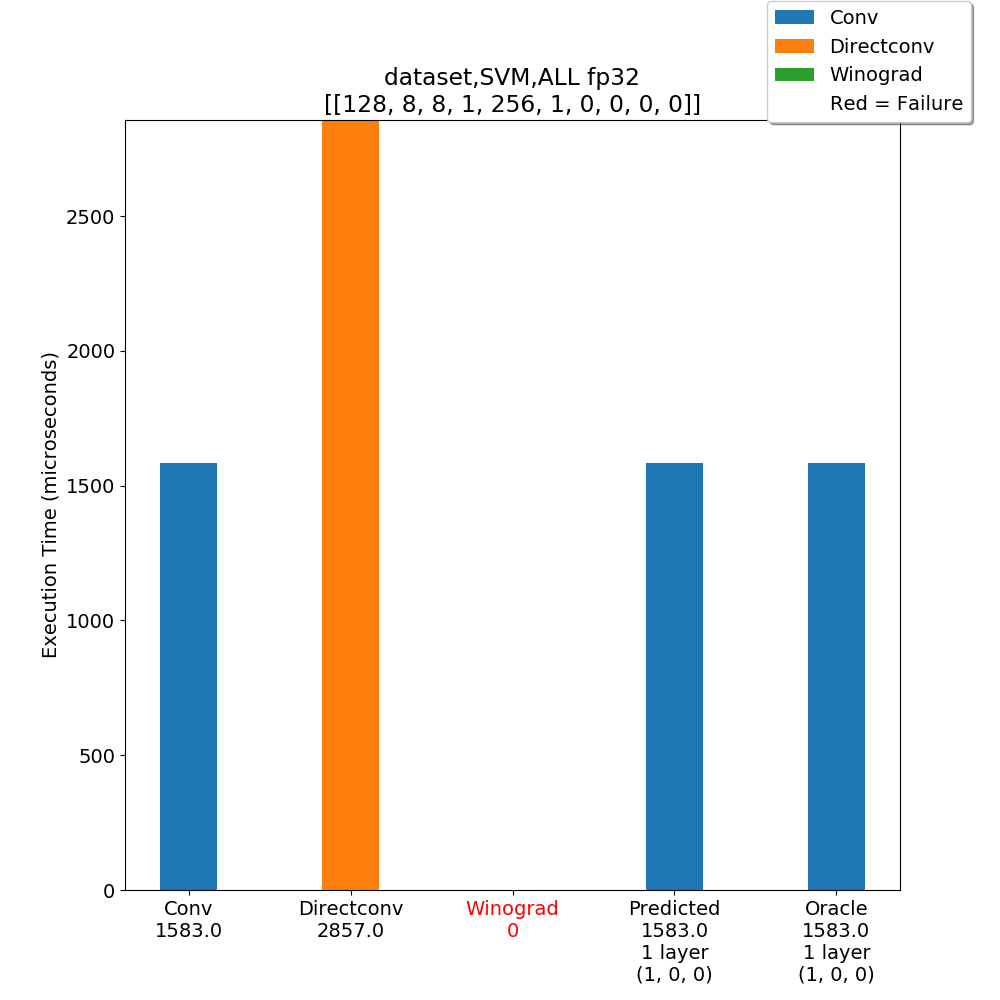 Conv
Directconv
Winograd
Red = Failure
dataset,SVM,ALL fp32
[[128, 8, 8, 1, 256, 1, 0, 0, 0, 0]]
Execution Time (microseconds)
2500
2000
1500
1000
500
0
Conv
1583.0
Directconv
2857.0
Winograd
0
Predicted
1583.0
1 layer
(1, 0, 0)
Oracle
1583.0
1 layer
(1, 0, 0)